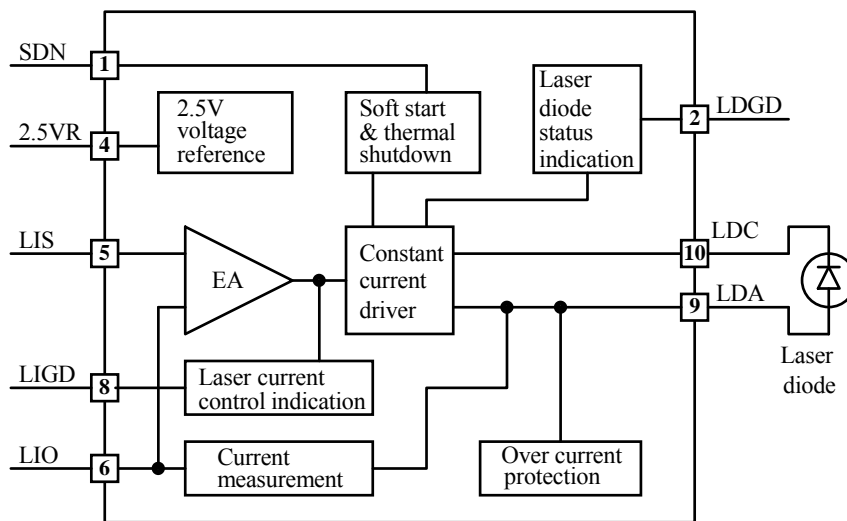 SDN
1
2.5VR
4
2.5V
voltage
reference
Soft start
& thermal
shutdown
Laser
diode
status
indication
2
LDGD
LIS
5
EA
Constant
current
driver
LDC
10
LDA
9
Laser
diode
LIGD
8
Laser current
control indication
LIO
6
Current
measurement
Over current
protection